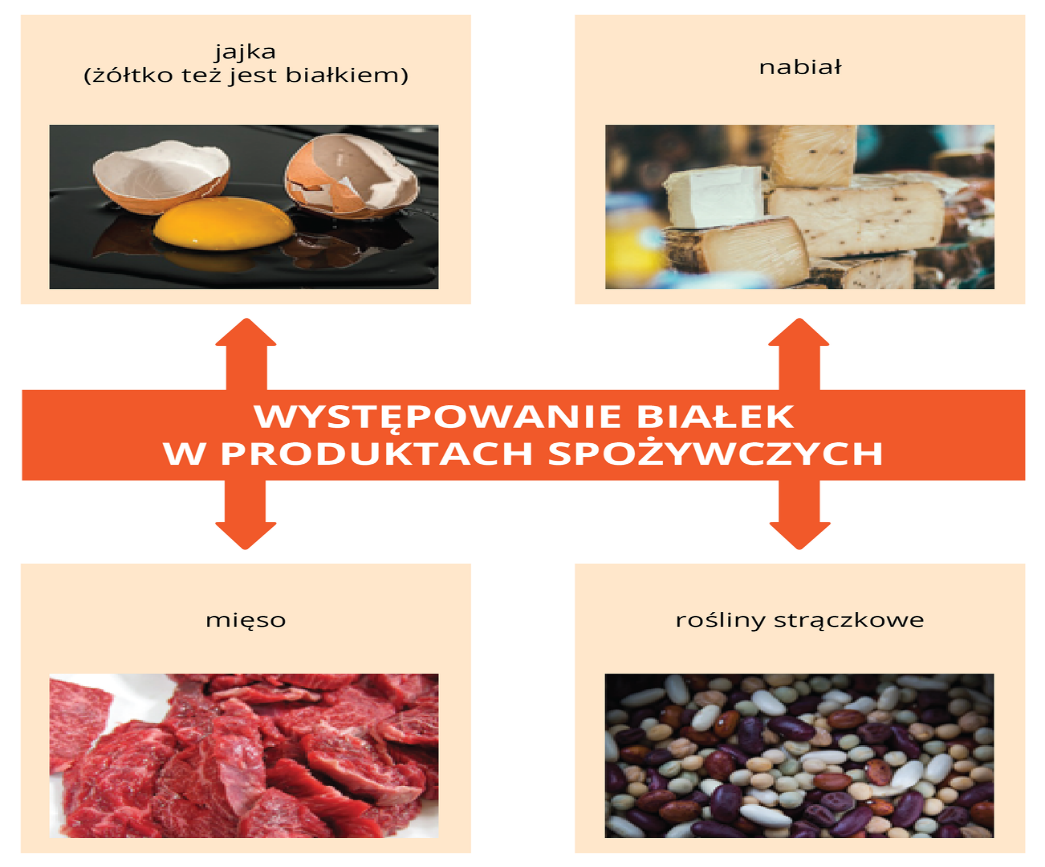 jajka
(żółtko też jest białkiem)
nabiał
WYSTĘPOWANIE BIAŁEK
W PRODUKTACH SPOŻYWCZYCH
mięso
rośliny strączkowe